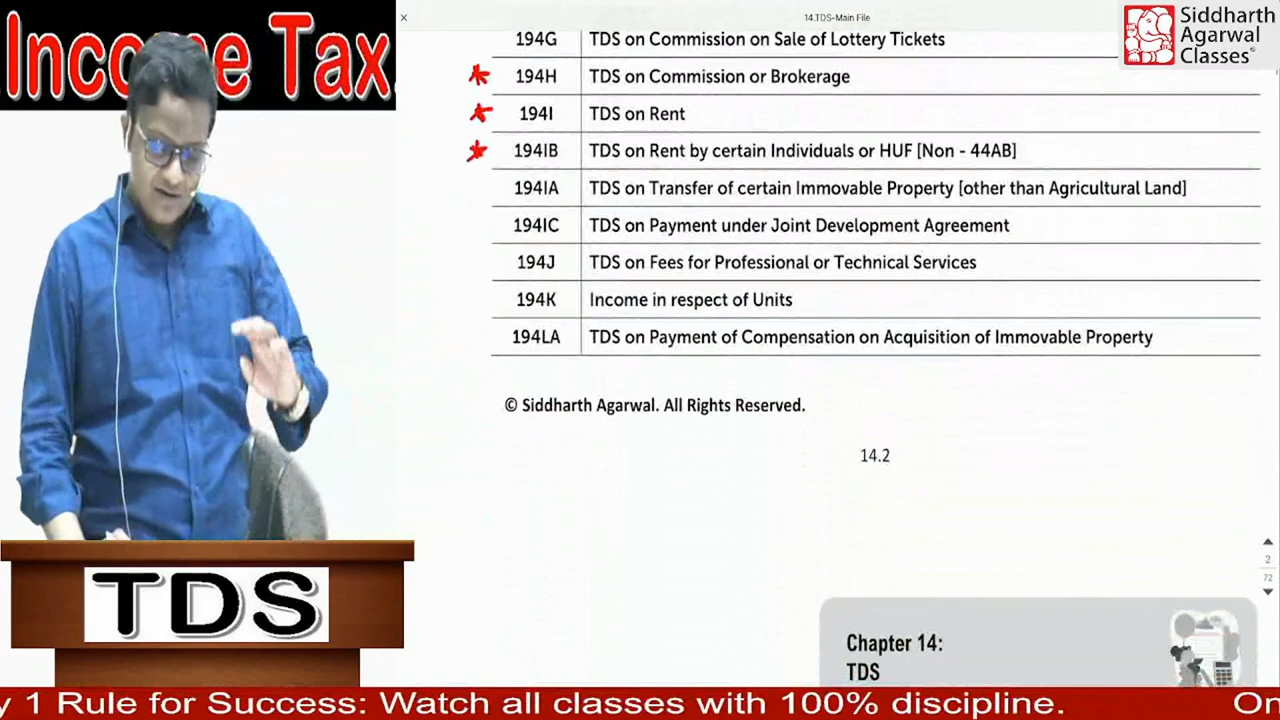 Income Tax.
14.TDS-Main File
Siddharth
Agarwal
Classes
194G TDS on Commission on Sale of Lottery Tickets
194H TDS on Commission or Brokerage
194I TDS on Rent
194IB TDS on Rent by certain Individuals or HUF [Non - 44AB]
194IA TDS on Transfer of certain Immovable Property [other than Agricultural Land]
194IC TDS on Payment under Joint Development Agreement
194J TDS on Fees for Professional or Technical Services
194K Income in respect of Units
194LA TDS on Payment of Compensation on Acquisition of Immovable Property
© Siddharth Agarwal. All Rights Reserved.
14.2
2
72
Chapter 14:
TDS
TDS
y 1 Rule for Success: Watch all classes with 100% discipline. On